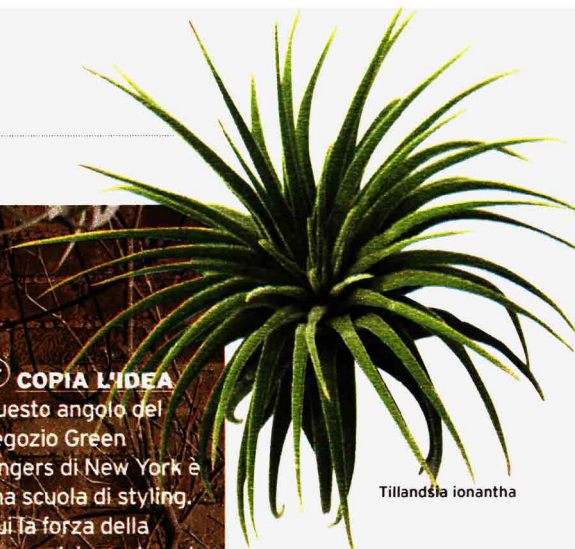 COPIA L'IDEA
uesto angolo del
egozio Green
ngers di New York è
na scuola di styling.
ui la forza della
Tillandsia ionantha